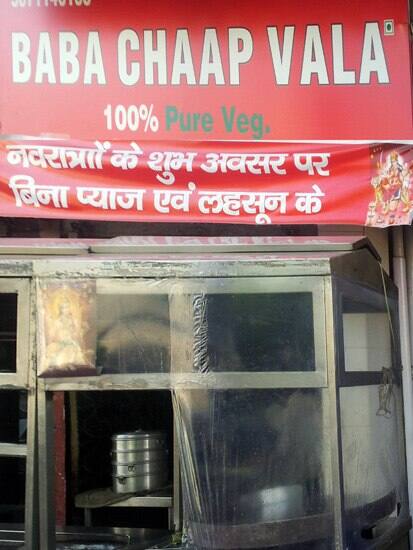 BABA CHAAP VALA
100% Pure Veg.
नवरात्रों के शुभ अवसर पर
बिना प्याज एवं लहसून के